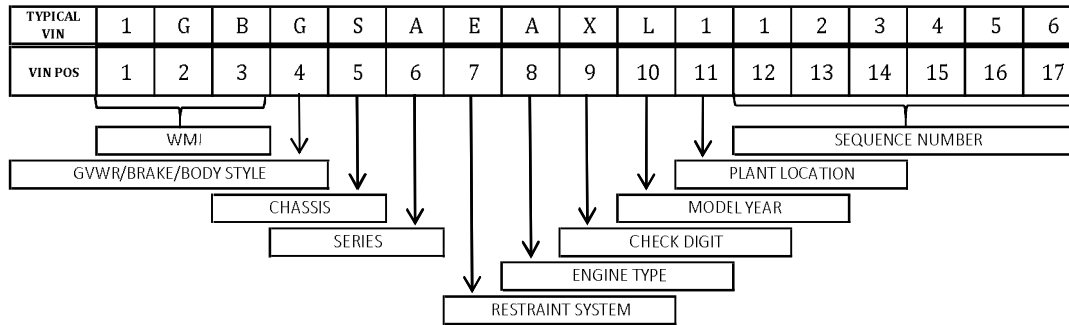 TYPICAL VIN 1 G B G S A E A X L 1 1 2 3 4 5 6
VIN POS 1 2 3 4 5 6 7 8 9 10 11 12 13 14 15 16 17
WMI SEQUENCE NUMBER
GVWR/BRAKE/BODY STYLE PLANT LOCATION
CHASSIS MODEL YEAR
SERIES CHECK DIGIT
ENGINE TYPE
RESTRAINT SYSTEM